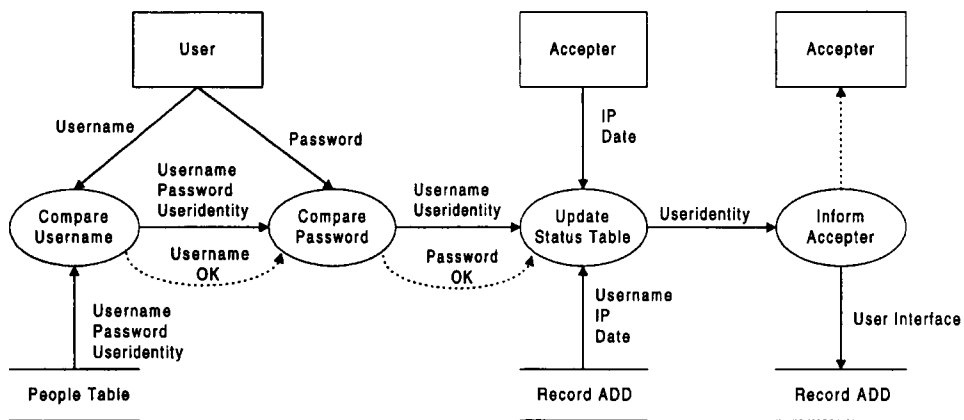 User
Accepter
Accepter
Username
Password
IP
Date
Username
Password
Useridentity
Username
Useridentity
Compare
Username
Compare
Password
Update
Status Table
Useridentity
Inform
Accepter
Username
OK
Password
OK
Username
Password
Useridentity
Username
IP
Date
User Interface
People Table
Record ADD
Record ADD